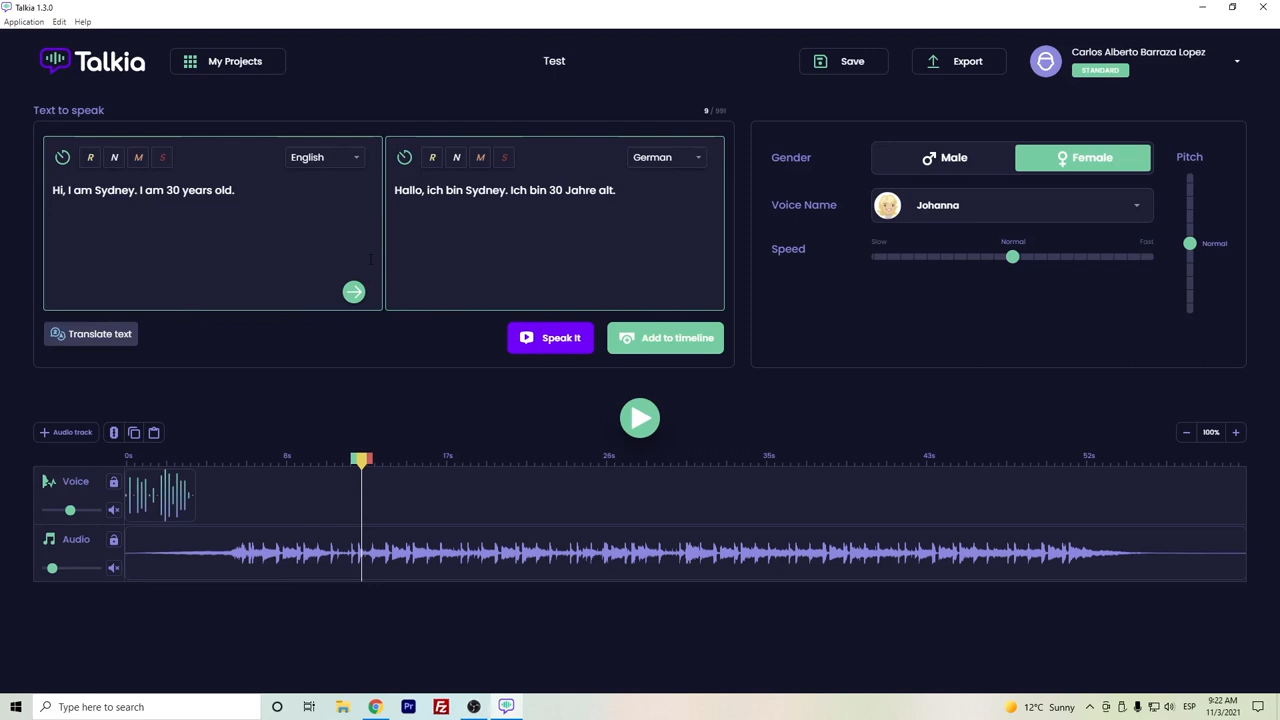 Talkia 1.3.0
Application Edit Help
Talkia
My Projects
Test
Save
Export
Carlos Alberto Barraza Lopez
STANDARD
Text to speak
9 / 991
R N M S
English
R N M S
German
Hi, I am Sydney. I am 30 years old.
Hallo, ich bin Sydney. Ich bin 30 Jahre alt.
Translate text
Speak It
Add to timeline
Gender
Male
Female
Pitch
Voice Name
Johanna
Speed
Slow
Normal
Fast
Normal
Audio track
100%
0s 8s 17s 26s 35s 43s 52s
Voice
Audio
Type here to search
Pr
Fz
12°C Sunny
ESP
9:22 AM
11/3/2021